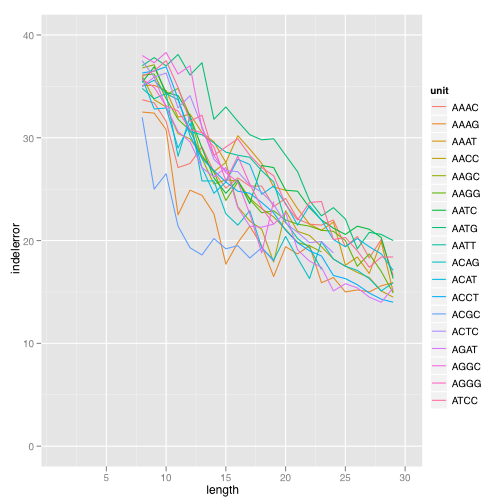 40
30
20
10
0
indelerror
5
10
15
20
25
30
length
unit
AAAC
AAAG
AAAT
AACC
AAGC
AAGG
AATC
AATG
AATT
ACAG
ACAT
ACCT
ACGC
ACTC
AGAT
AGGC
AGGG
ATCC